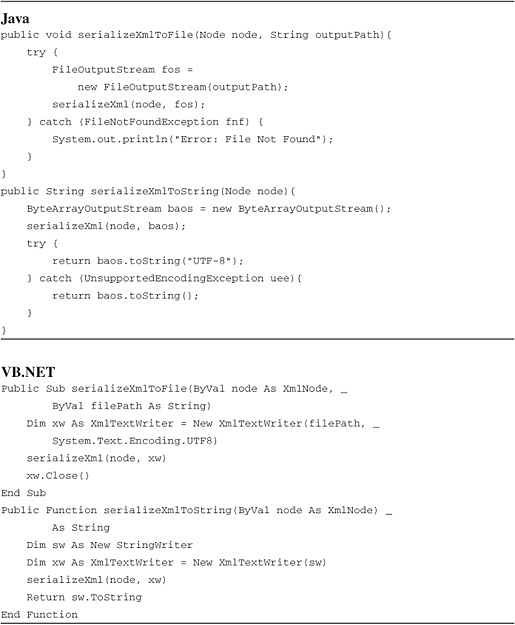 Java
public void serializeXmlToFile(Node node, String outputPath){
    try {
        FileOutputStream fos =
            new FileOutputStream(outputPath);
        serializeXml(node, fos);
    } catch (FileNotFoundException fnf) {
        System.out.println("Error: File Not Found");
    }
}
public String serializeXmlToString(Node node){
    ByteArrayOutputStream baos = new ByteArrayOutputStream();
    serializeXml(node, baos);
    try {
        return baos.toString("UTF-8");
    } catch (UnsupportedEncodingException uee){
        return baos.toString();
    }
}
VB.NET
Public Sub serializeXmlToFile(ByVal node As XmlNode, _
        ByVal filePath As String)
    Dim xw As XmlTextWriter = New XmlTextWriter(filePath, _
        System.Text.Encoding.UTF8)
    serializeXml(node, xw)
    xw.Close()
End Sub
Public Function serializeXmlToString(ByVal node As XmlNode) _
        As String
    Dim sw As New StringWriter
    Dim xw As XmlTextWriter = New XmlTextWriter(sw)
    serializeXml(node, xw)
    Return sw.ToString
End Function